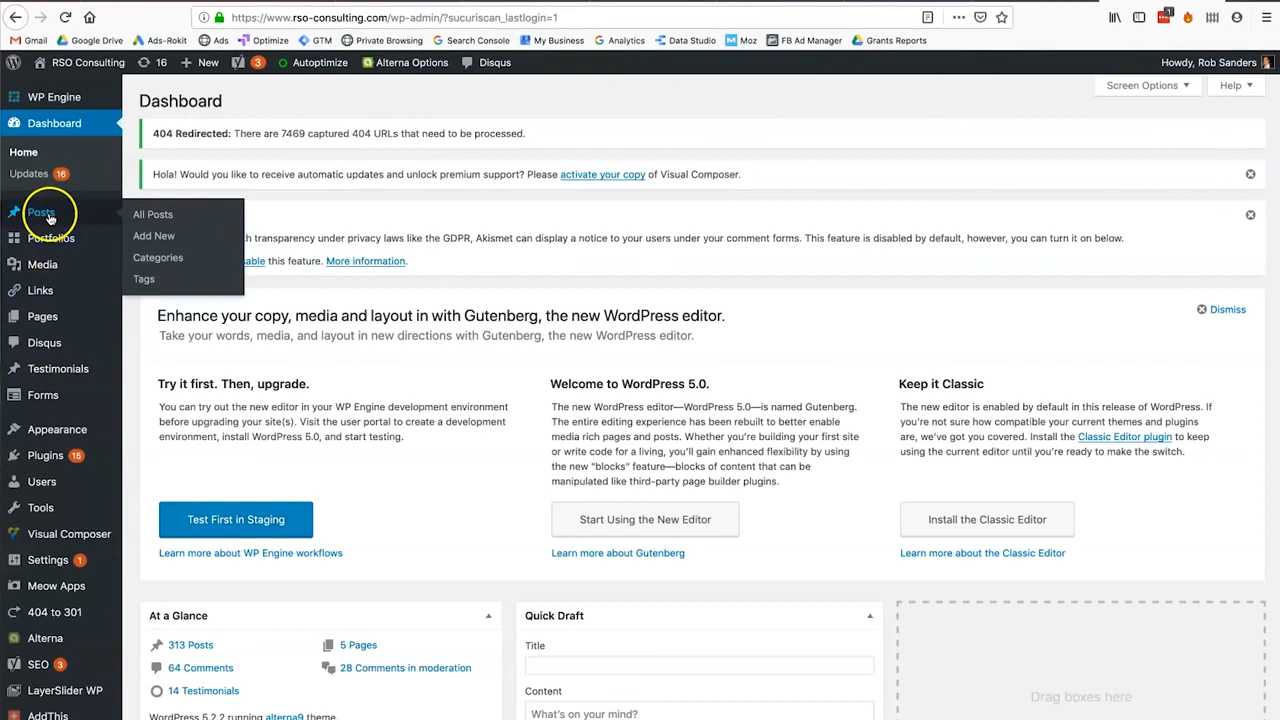 https://www.rso-consulting.com/wp-admin/?sucuriscan_lastlogin=1
Gmail Google Drive Ads-Rokit Ads Optimize GTM Private Browsing Search Console My Business Analytics Data Studio Moz FB Ad Manager Grants Reports
RSO Consulting 16 New 3 Autoptimize Alterna Options Disqus Howdy, Rob Sanders
Screen Options Help
WP Engine
Dashboard
Home
Updates 16
Posts
Portfolios
Media
Links
Pages
Disqus
Testimonials
Forms
Appearance
Plugins 15
Users
Tools
Visual Composer
Settings 1
Meow Apps
404 to 301
Alterna
SEO 3
LayerSlider WP
AddThis
All Posts
Add New
Categories
Tags
Dashboard
404 Redirected: There are 7469 captured 404 URLs that need to be processed.
Hola! Would you like to receive automatic updates and unlock premium support? Please activate your copy of Visual Composer.
h transparency under privacy laws like the GDPR, Akismet can display a notice to your users under your comment forms. This feature is disabled by default, however, you can turn it on below.
able this feature. More information.
Enhance your copy, media and layout in with Gutenberg, the new WordPress editor.
Dismiss
Take your words, media, and layout in new directions with Gutenberg, the new WordPress editor.
Try it first. Then, upgrade.
You can try out the new editor in your WP Engine development environment
before upgrading your site(s). Visit the user portal to create a development
environment, install WordPress 5.0, and start testing.
Test First in Staging
Learn more about WP Engine workflows
Welcome to WordPress 5.0.
The new WordPress editor—WordPress 5.0—is named Gutenberg.
The entire editing experience has been rebuilt to better enable
media rich pages and posts. Whether you're building your first site
or write code for a living, you'll gain enhanced flexibility by using
the new "blocks" feature—blocks of content that can be
manipulated like third-party page builder plugins.
Start Using the New Editor
Learn more about Gutenberg
Keep it Classic
The new editor is enabled by default in this release of WordPress. If
you're not sure how compatible your current themes and plugins
are, we've got you covered. Install the Classic Editor plugin to keep
using the current editor until you're ready to make the switch.
Install the Classic Editor
Learn more about the Classic Editor
At a Glance
313 Posts 5 Pages
64 Comments 28 Comments in moderation
14 Testimonials
WordPress 5.2.2 running alterna9 theme.
Quick Draft
Title
Content
What's on your mind?
Drag boxes here